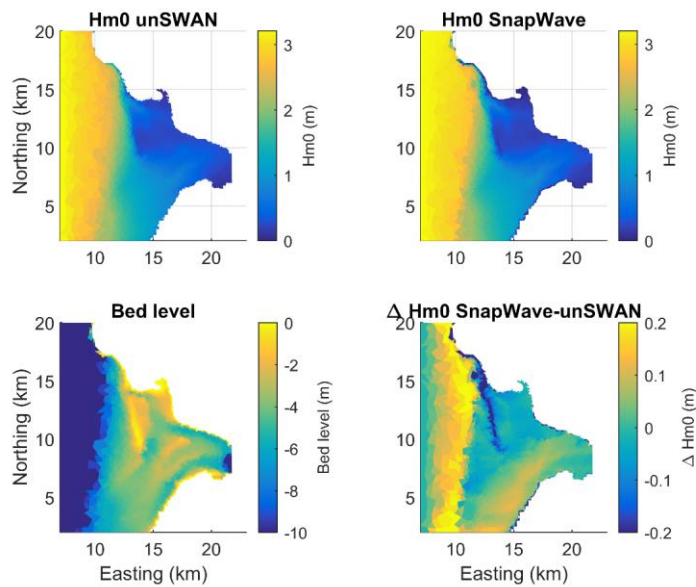 Hm0 unSWAN
20
15
10
5
Northing (km)
10 15 20
3
2
1
0
Hm0 (m)
Hm0 SnapWave
20
15
10
5
10 15 20
3
2
1
0
Hm0 (m)
Bed level
20
15
10
5
Northing (km)
10 15 20
Easting (km)
0
-2
-4
-6
-8
-10
Bed level (m)
Δ Hm0 SnapWave-unSWAN
20
15
10
5
10 15 20
Easting (km)
0.2
0.1
0
-0.1
-0.2
Δ Hm0 (m)